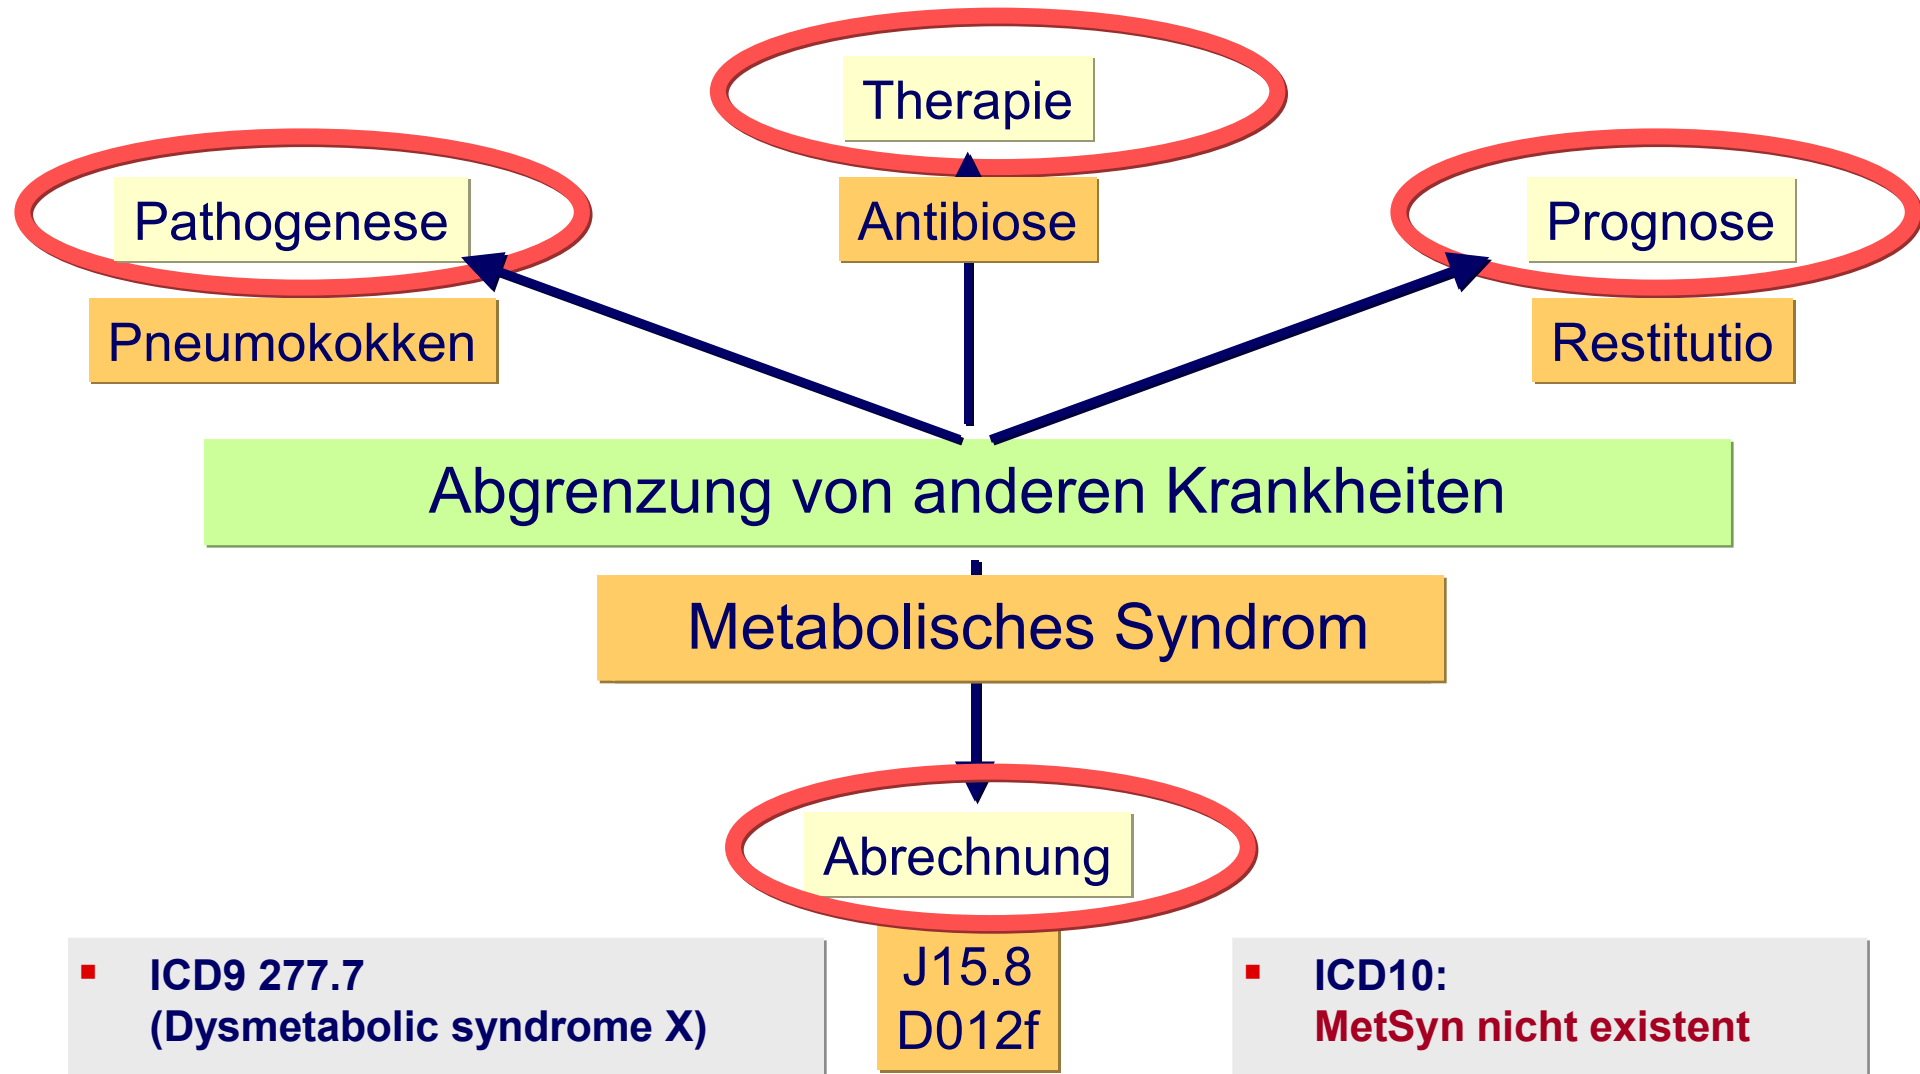 Therapie
Pathogenese
Antibiose
Prognose
Pneumokokken
Restitutio
Abgrenzung von anderen Krankheiten
Metabolisches Syndrom
Abrechnung
J15.8
D012f
ICD9 277.7
(Dysmetabolic syndrome X)
ICD10:
MetSyn nicht existent